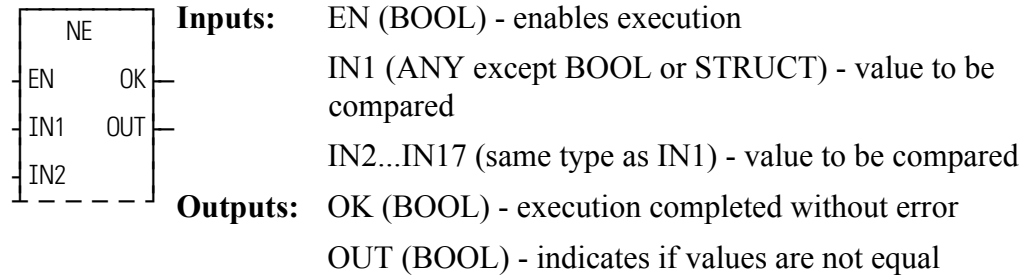 NE
EN OK
IN1 OUT
IN2
Inputs: EN (BOOL) - enables execution
IN1 (ANY except BOOL or STRUCT) - value to be
compared
IN2...IN17 (same type as IN1) - value to be compared
Outputs: OK (BOOL) - execution completed without error
OUT (BOOL) - indicates if values are not equal